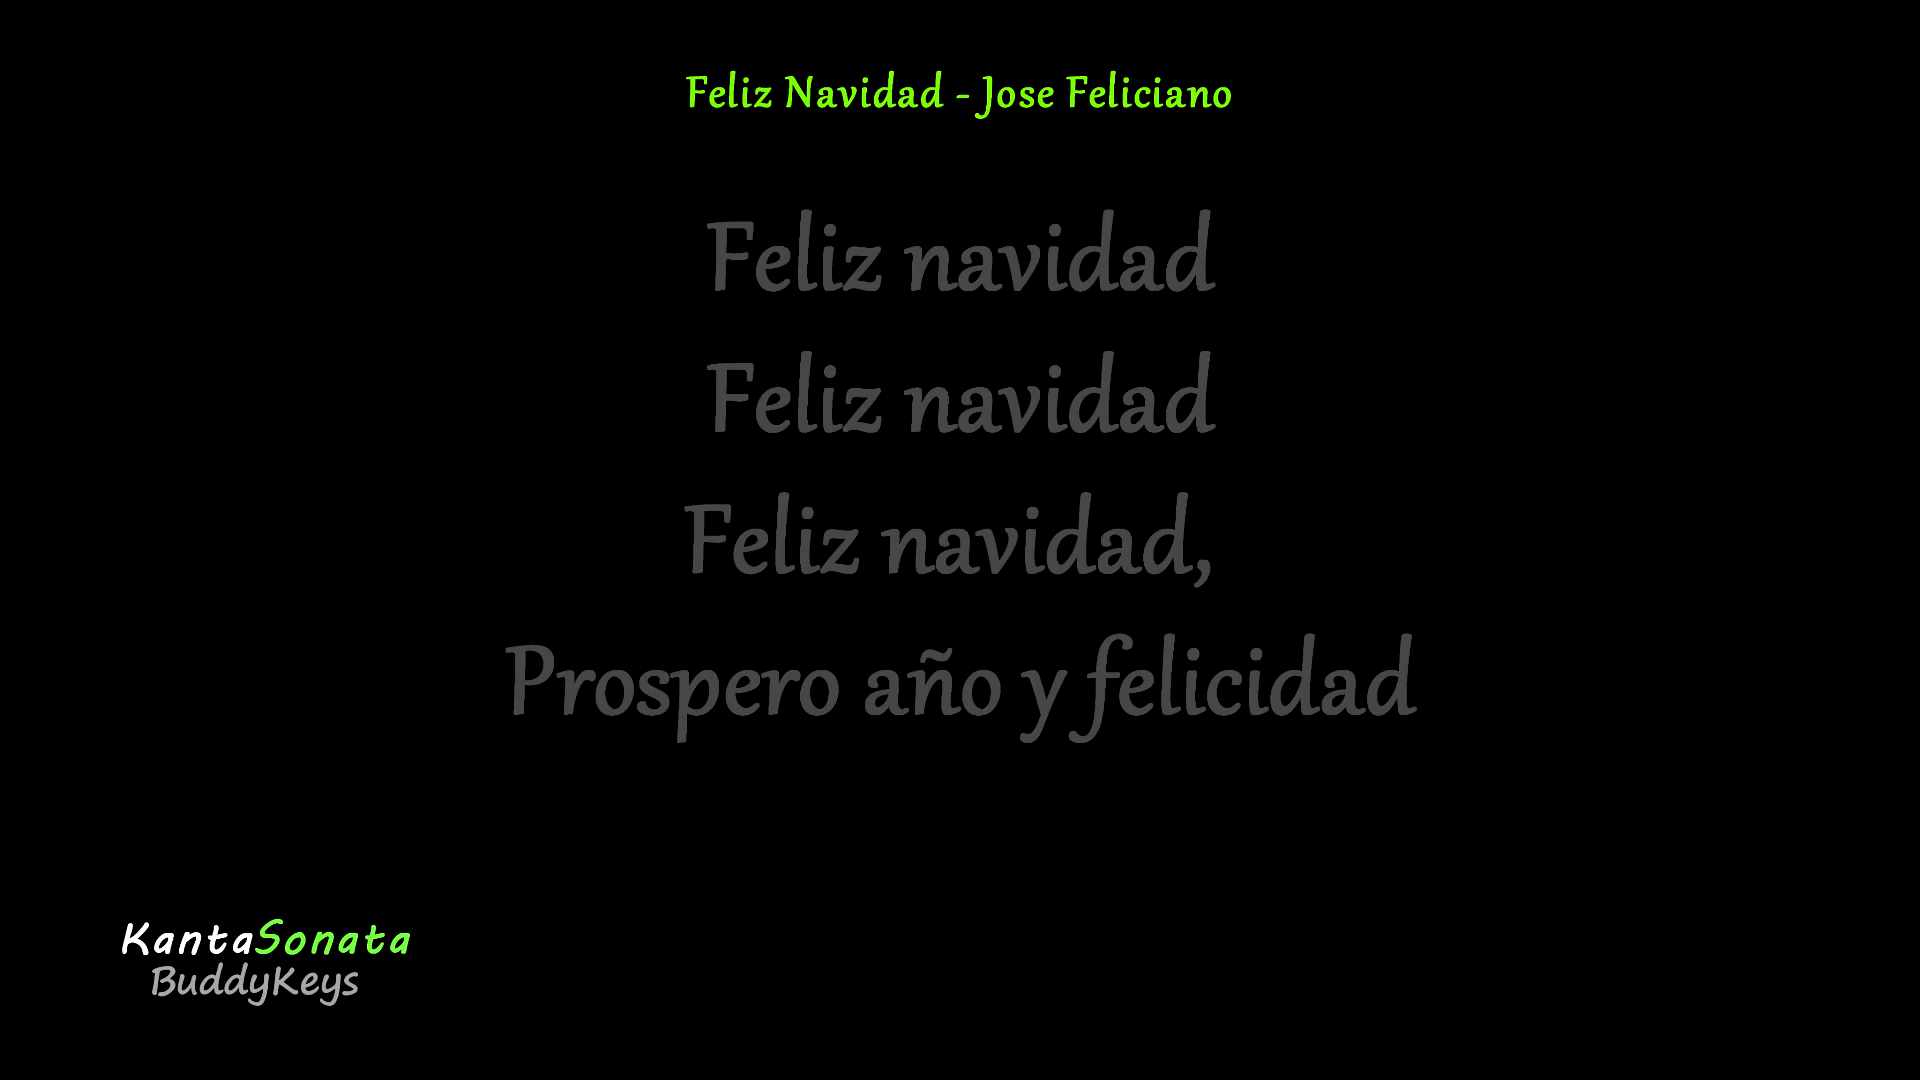 Feliz Navidad - Jose Feliciano
Feliz navidad
Feliz navidad
Feliz navidad,
Prospero año y felicidad
KantaSonata
BuddyKeys